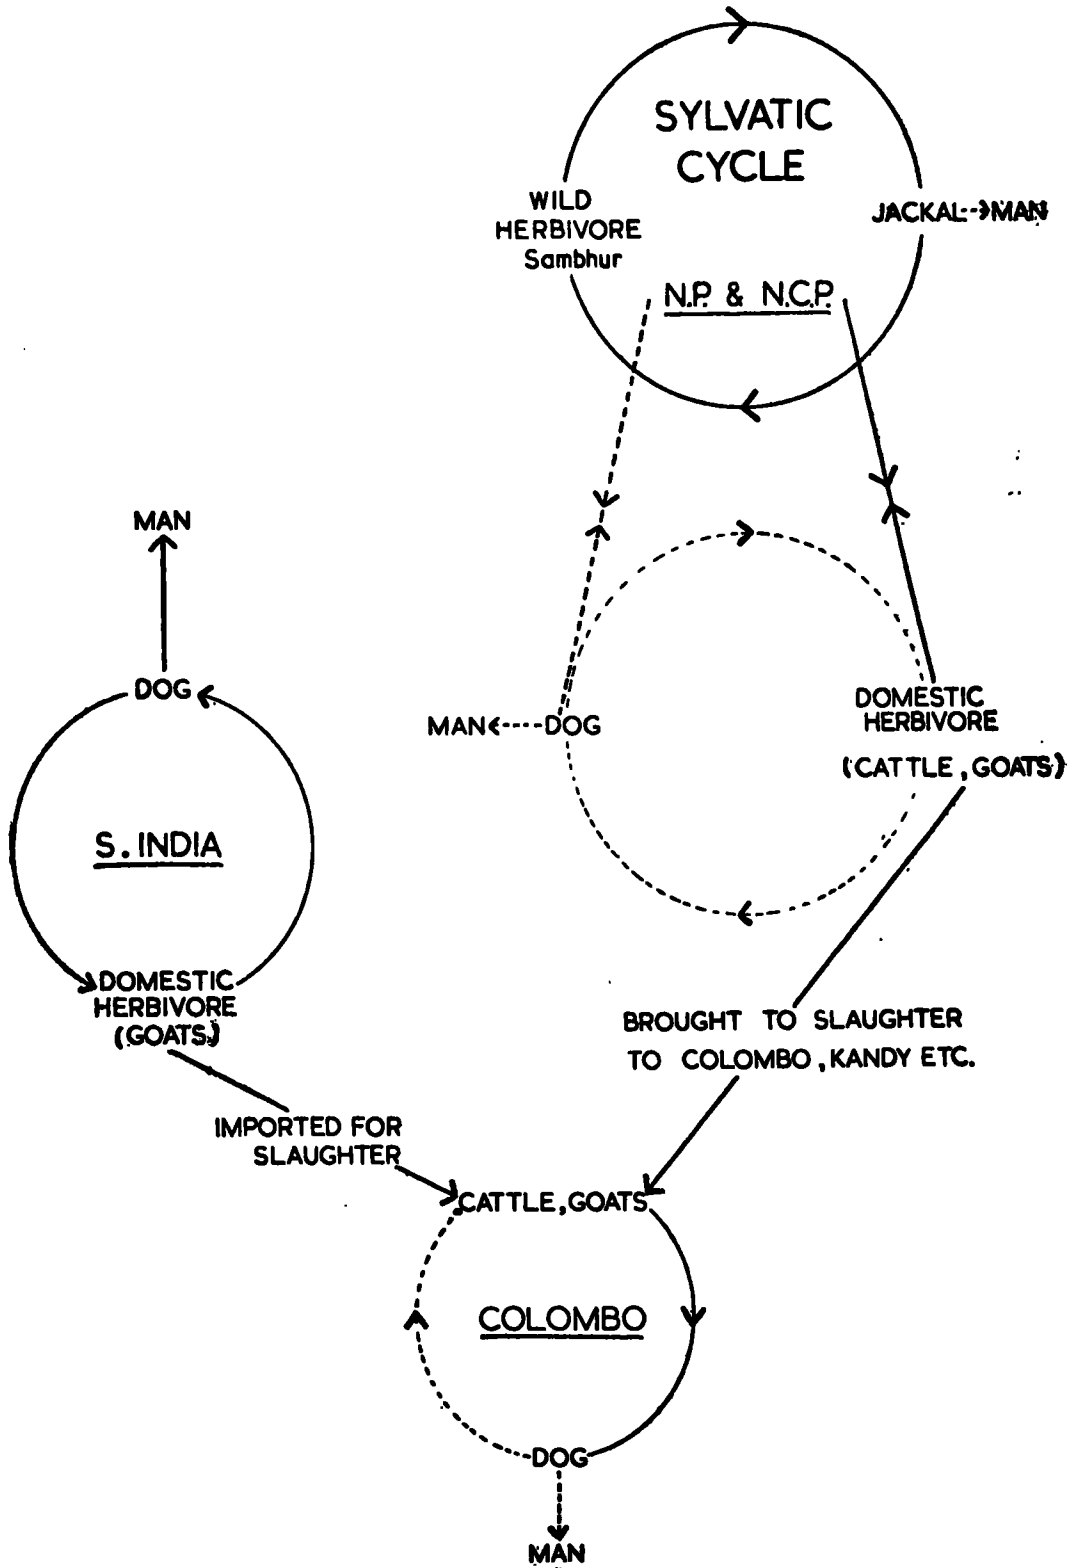 SYLVATIC
CYCLE
WILD
HERBIVORE
Sambhur
JACKAL
MAN
N.P. & N.C.P.
MAN
DOG
S. INDIA
DOMESTIC
HERBIVORE
(GOATS)
MAN
DOG
DOMESTIC
HERBIVORE
(CATTLE, GOATS)
BROUGHT TO SLAUGHTER
TO COLOMBO, KANDY ETC.
IMPORTED FOR
SLAUGHTER
CATTLE, GOATS
COLOMBO
DOG
MAN